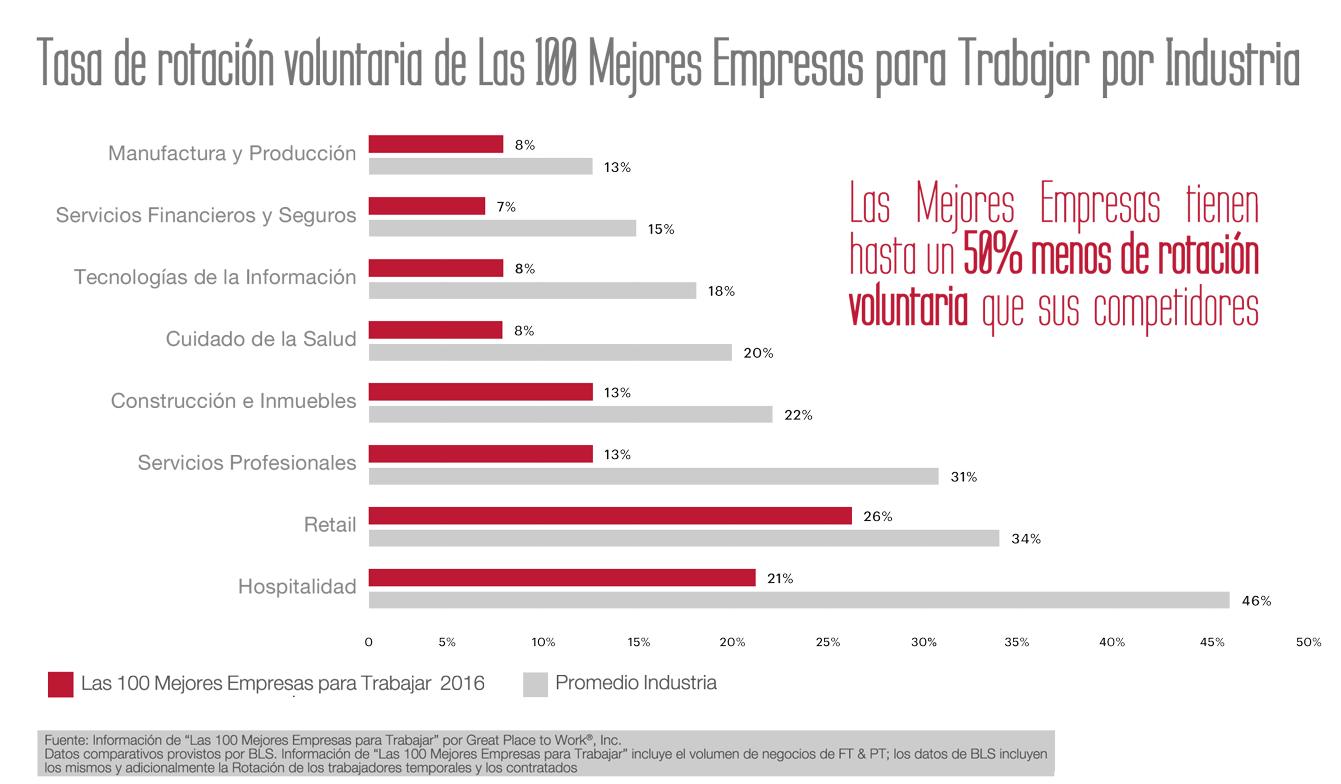 Tasa de rotación voluntaria de Las 100 Mejores Empresas para Trabajar por Industria
Manufactura y Producción
8%
13%
Servicios Financieros y Seguros
7%
15%
Tecnologías de la Información
8%
18%
Cuidado de la Salud
8%
20%
Construcción e Inmuebles
13%
22%
Servicios Profesionales
13%
31%
Retail
26%
34%
Hospitalidad
21%
46%
Las Mejores Empresas tienen
hasta un 50% menos de rotación
voluntaria que sus competidores
0 5% 10% 15% 20% 25% 30% 35% 40% 45% 50%
Las 100 Mejores Empresas para Trabajar 2016
Promedio Industria
Fuente: Información de “Las 100 Mejores Empresas para Trabajar” por Great Place to Work®, Inc.
Datos comparativos provistos por BLS. Información de “Las 100 Mejores Empresas para Trabajar” incluye el volumen de negocios de FT & PT; los datos de BLS incluyen
los mismos y adicionalmente la Rotación de los trabajadores temporales y los contratados